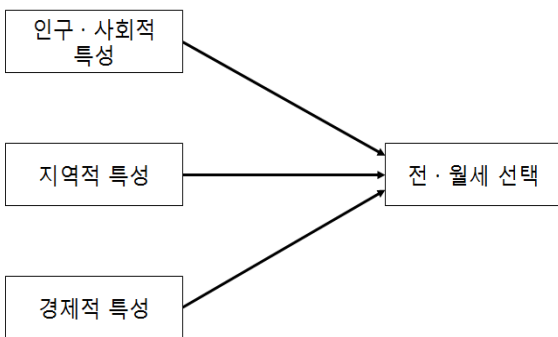 인구 · 사회적
특성
지역적 특성
전 · 월세 선택
경제적 특성